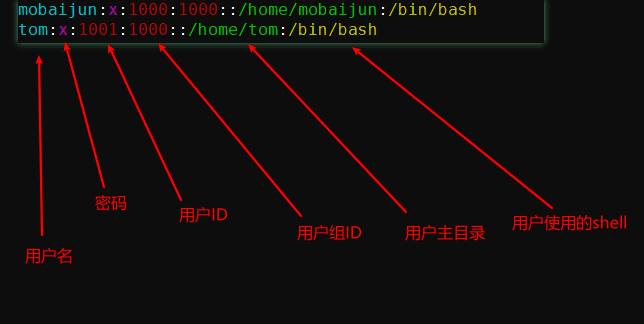 mobaijun:x:1000:1000::/home/mobaijun:/bin/bash
tom:x:1001:1000::/home/tom:/bin/bash
密码
用户ID
用户组ID
用户主目录
用户使用的shell
用户名